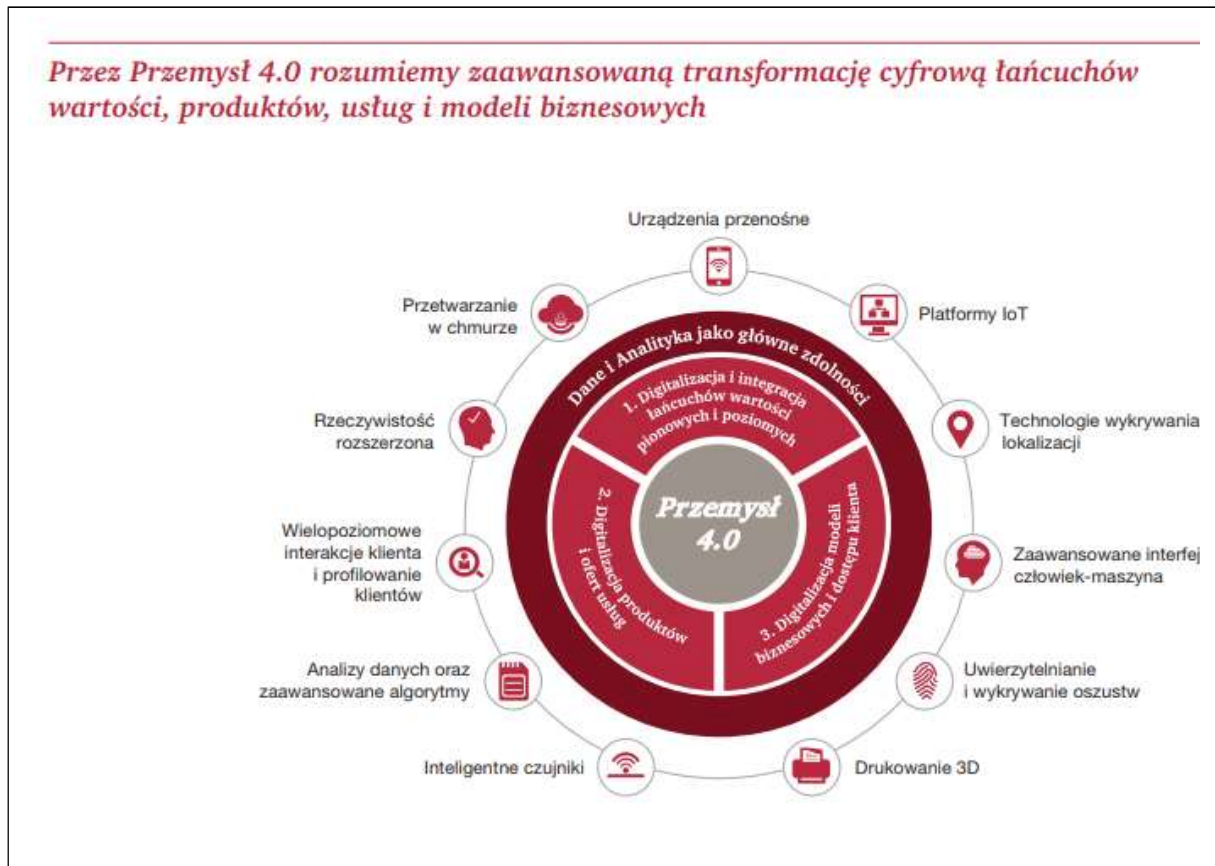 Przez Przemysł 4.0 rozumiemy zaawansowaną transformację cyfrową łańcuchów
wartości, produktów, usług i modeli biznesowych
Urządzenia przenośne
Przetwarzanie
w chmurze
Platformy IoT
Rzeczywistość
rozszerzona
Technologie wykrywania
lokalizacji
Wielopoziomowe
interakcje klienta
i profilowanie
klientów
Zaawansowane interfej
człowiek-maszyna
Analizy danych oraz
zaawansowane algorytmy
Uwierzytelnianie
i wykrywanie oszustw
Inteligentne czujniki
Drukowanie 3D
Dane i Analityka jako główne zdolności
1. Digitalizacja i integracja
łańcuchów wartości
pionowych i poziomych
2. Digitalizacja produktów
i ofert usług
3. Digitalizacja modeli
biznesowych i dostępu klienta
Przemysł
4.0